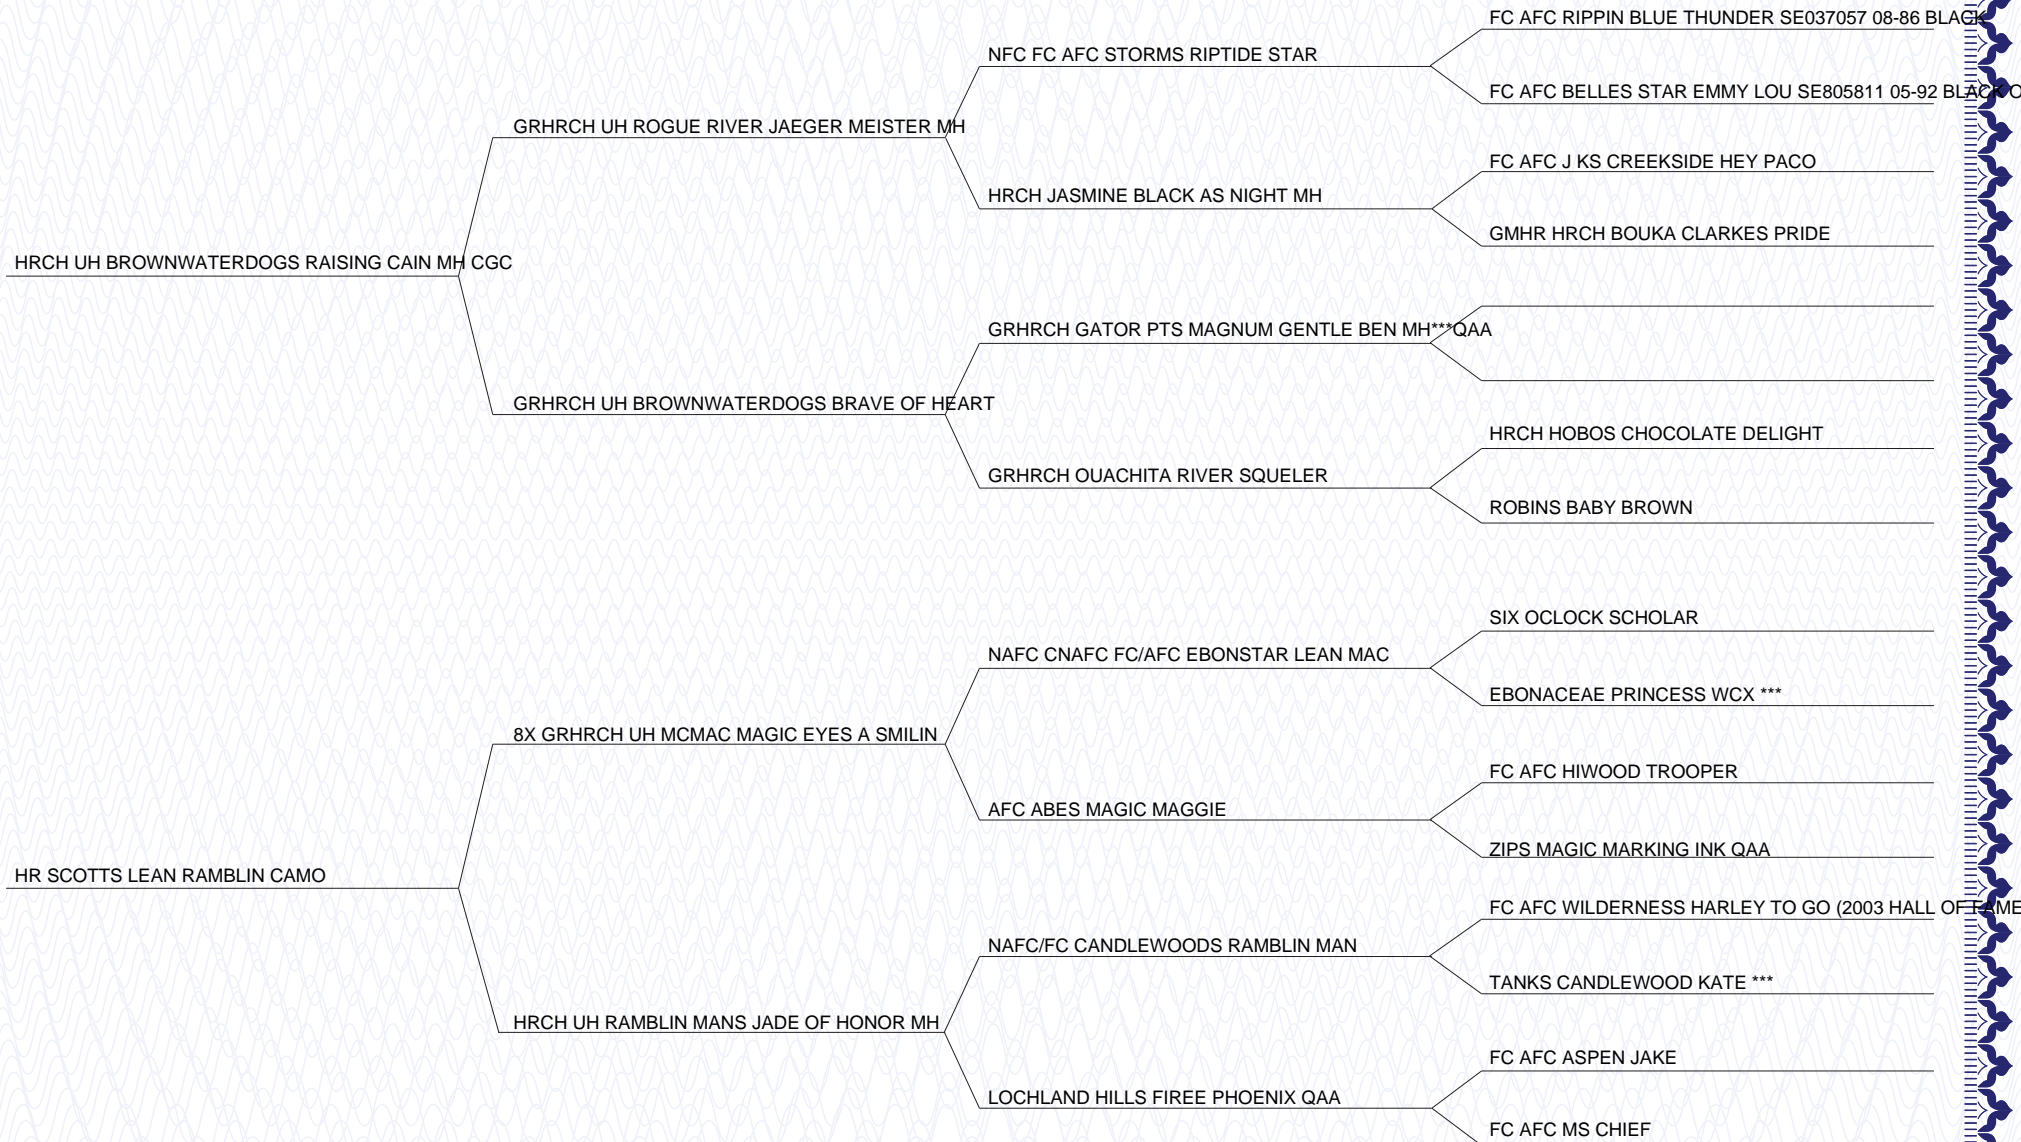 FC AFC RIPPIN BLUE THUNDER SE037057 08-86 BLACK
NFC FC AFC STORMS RIPTIDE STAR
FC AFC BELLES STAR EMMY LOU SE805811 05-92 BLACK O
GRHRCH UH ROGUE RIVER JAEGER MEISTER MH
FC AFC J KS CREEKSIDE HEY PACO
HRCH JASMINE BLACK AS NIGHT MH
GMHR HRCH BOUKA CLARKES PRIDE
HRCH UH BROWNWATERDOGS RAISING CAIN MH CGC
GRHRCH GATOR PTS MAGNUM GENTLE BEN MH***QAA
GRHRCH UH BROWNWATERDOGS BRAVE OF HEART
HRCH HOBOS CHOCOLATE DELIGHT
GRHRCH OUACHITA RIVER SQUELER
ROBINS BABY BROWN
SIX OCLOCK SCHOLAR
NAFC CNAFC FC/AFC EBONSTAR LEAN MAC
EBONACEAE PRINCESS WCX ***
8X GRHRCH UH MCMAC MAGIC EYES A SMILIN
FC AFC HIWOOD TROOPER
AFC ABES MAGIC MAGGIE
ZIPS MAGIC MARKING INK QAA
HR SCOTTS LEAN RAMBLIN CAMO
FC AFC WILDERNESS HARLEY TO GO (2003 HALL OF FAME
NAFC/FC CANDLEWOODS RAMBLIN MAN
TANKS CANDLEWOOD KATE ***
HRCH UH RAMBLIN MANS JADE OF HONOR MH
FC AFC ASPEN JAKE
LOCHLAND HILLS FIREE PHOENIX QAA
FC AFC MS CHIEF